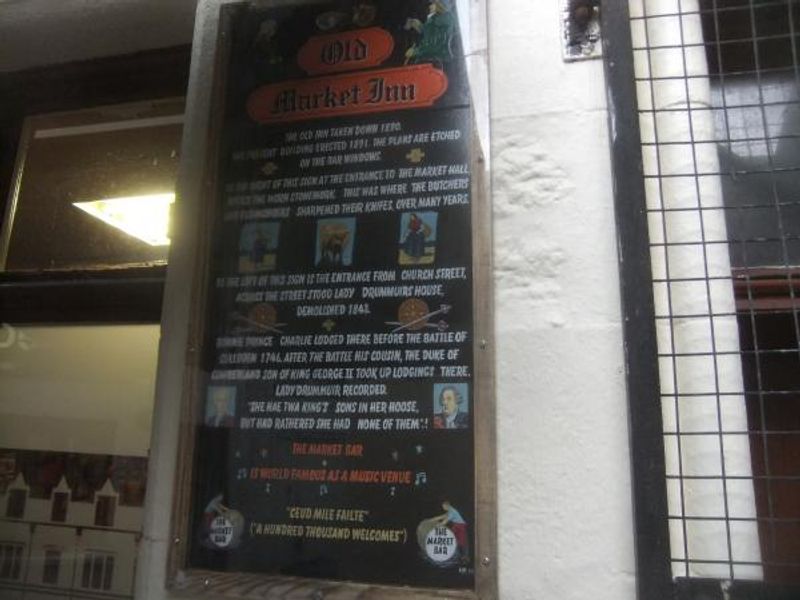 Old
Market Inn
THE OLD INN TAKEN DOWN 1890.
THE PRESENT BUILDING ERECTED 1891. THE PLANS ARE ETCHED
ON THE BAR WINDOWS.
TO THE RIGHT OF THIS SIGN AT THE ENTRANCE TO THE MARKET HALL
THE WORN STONEWORK. THIS WAS WHERE THE BUTCHERS
AND SHARPENED THEIR KNIVES, OVER MANY YEARS.
TO THE LEFT OF THIS SIGN IS THE ENTRANCE FROM CHURCH STREET,
ACROSS THE STREET STOOD LADY DRUMMUIRS HOUSE,
DEMOLISHED 1843.
BONNIE PRINCE CHARLIE LODGED THERE BEFORE THE BATTLE OF
CULLODEN 1746. AFTER THE BATTLE HIS COUSIN, THE DUKE OF
CUMBERLAND SON OF KING GEORGE II TOOK UP LODGINGS THERE.
LADY DRUMMUIR RECORDED.
"SHE HAE TWA KING'S SONS IN HER HOOSE,
BUT HAD RATHERED SHE HAD NONE OF THEM".!
THE MARKET BAR
IS WORLD FAMOUS AS A MUSIC VENUE
"CEUD MILE FAILTE"
("A HUNDRED THOUSAND WELCOMES")
THE
MARKET
BAR
THE
MARKET
BAR